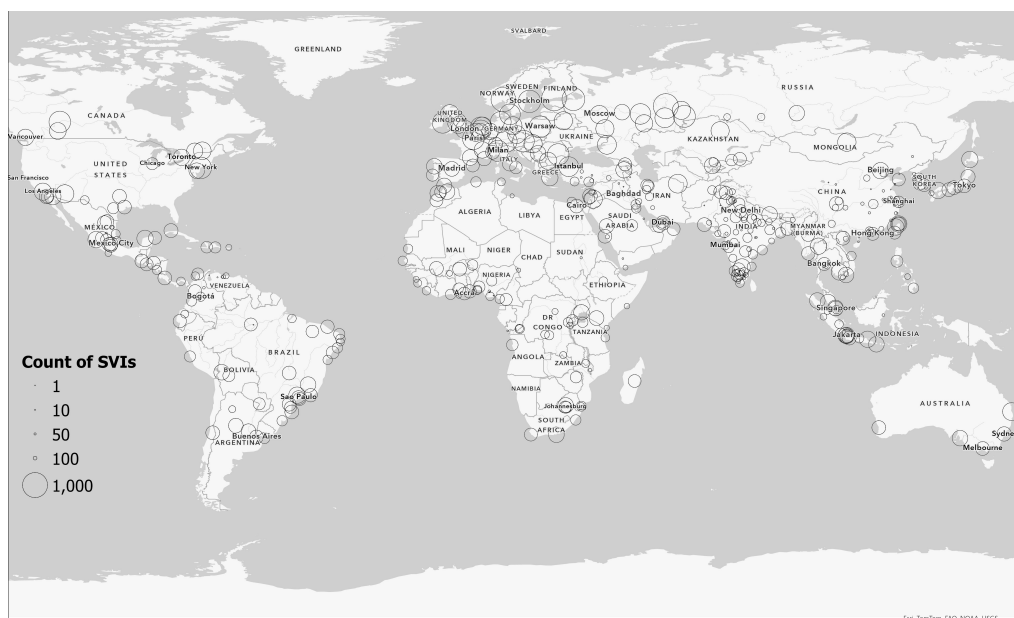 SVALBARD
GREENLAND
SWEDEN
FINLAND
NORWAY
Stockholm
RUSSIA
CANADA
UNITED
KINGDOM
Moscow
London
GERMANY
Warsaw
Vancouver
Paris
UKRAINE
KAZAKHSTAN
MONGOLIA
Toronto
Milan
Chicago
New York
UNITED
STATES
ITALY
Madrid
Istanbul
GREECE
Beijing
San Francisco
SOUTH
KOREA
Tokyo
Los Angeles
Baghdad
IRAN
CHINA
Shanghai
Cairo
ALGERIA
LIBYA
EGYPT
SAUDI
ARABIA
Dubai
New Delhi
INDIA
MYANMAR
(BURMA)
Hong Kong
MÉXICO
Mexico City
Mumbai
MALI
NIGER
CHAD
SUDAN
Bangkok
NIGERIA
VENEZUELA
ETHIOPIA
Bogotá
Accra
Singapore
DR
CONGO
TANZANIA
PERU
Jakarta
INDONESIA
BRAZIL
ANGOLA
ZAMBIA
BOLIVIA
NAMIBIA
Sao Paulo
Johannesburg
AUSTRALIA
SOUTH
AFRICA
Buenos Aires
ARGENTINA
Sydne
Melbourne
Count of SVIs
1
10
50
100
1,000